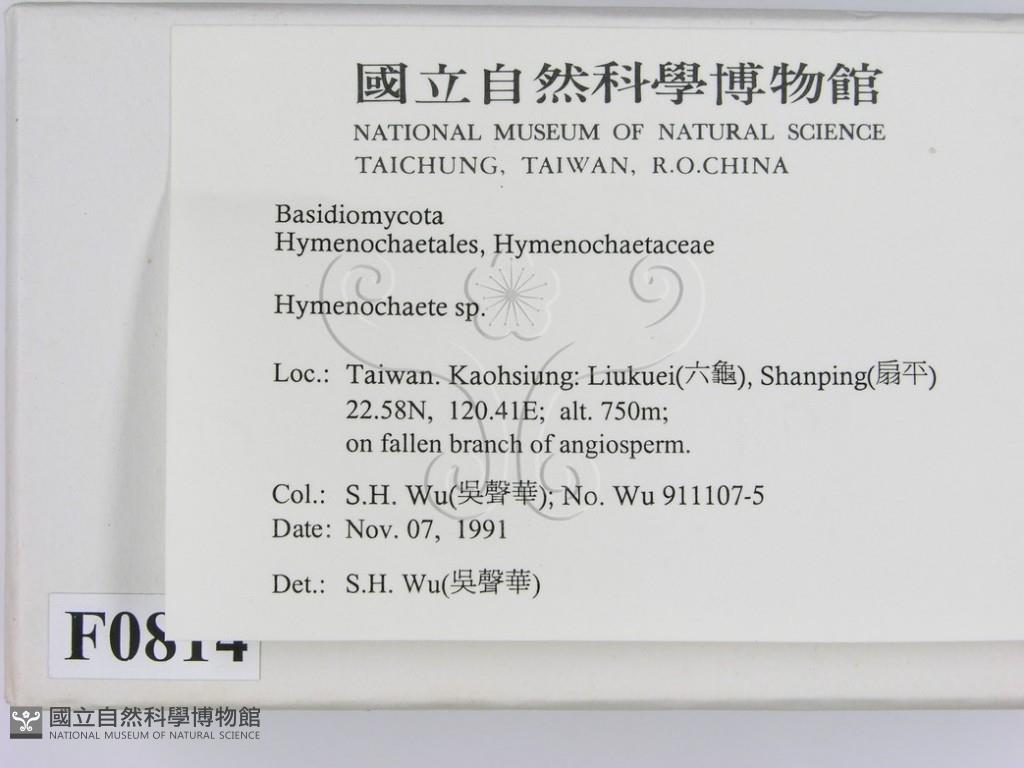 國立自然科學博物館
NATIONAL MUSEUM OF NATURAL SCIENCE
TAICHUNG, TAIWAN, R.O.CHINA
Basidiomycota
Hymenochaetales, Hymenochaetaceae
Hymenochaete sp.
Loc.: Taiwan. Kaohsiung: Liukuei(六龜), Shanping(扇平)
22.58N, 120.41E; alt. 750m;
on fallen branch of angiosperm.
Col.: S.H. Wu(吳聲華); No. Wu 911107-5
Date: Nov. 07, 1991
Det.: S.H. Wu(吳聲華)
F0814
國立自然科學博物館
NATIONAL MUSEUM OF NATURAL SCIENCE